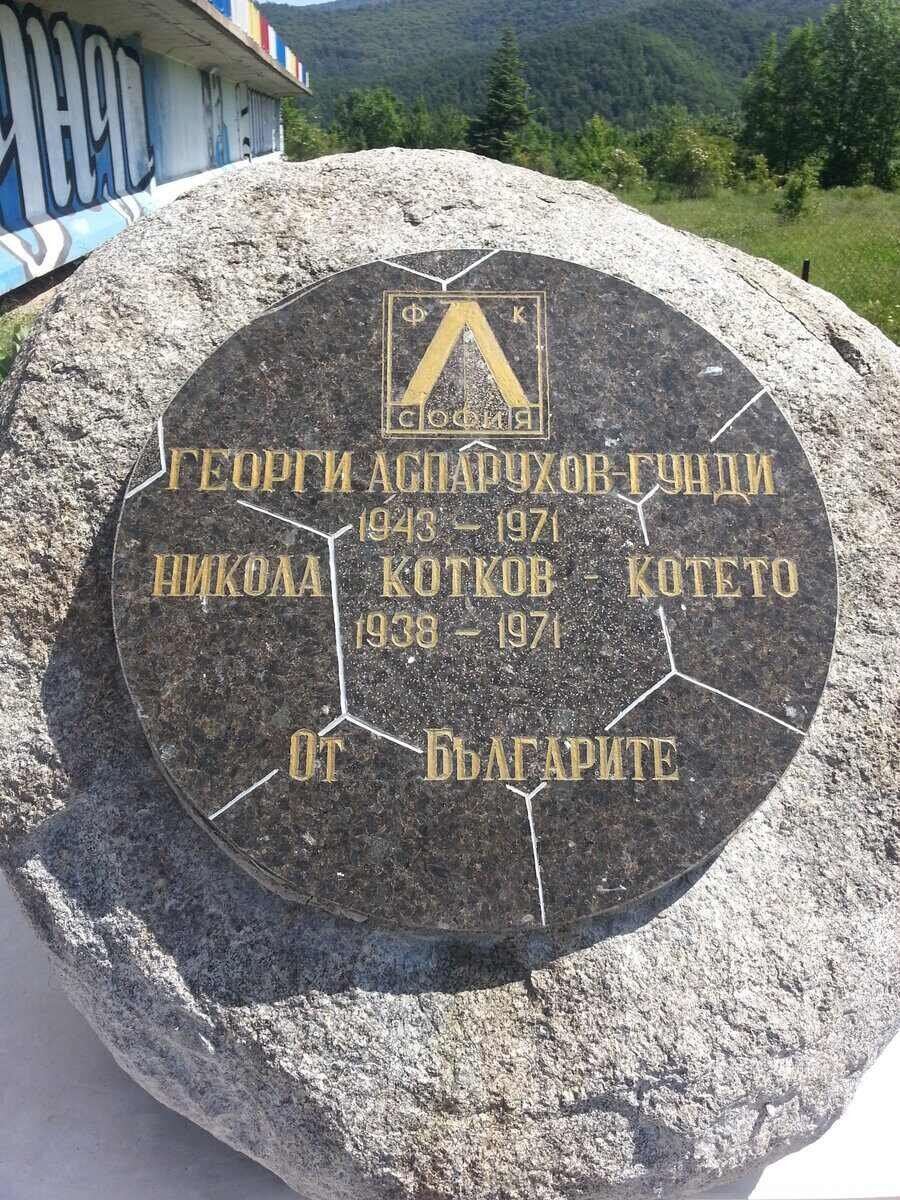 Ф К
Л
СОФИЯ
ГЕОРГИ АСПАРУХОВ-ГУНДИ
1943 - 1971
НИКОЛА КОТКОВ - КОТЕТО
1938 - 1971
От Българите